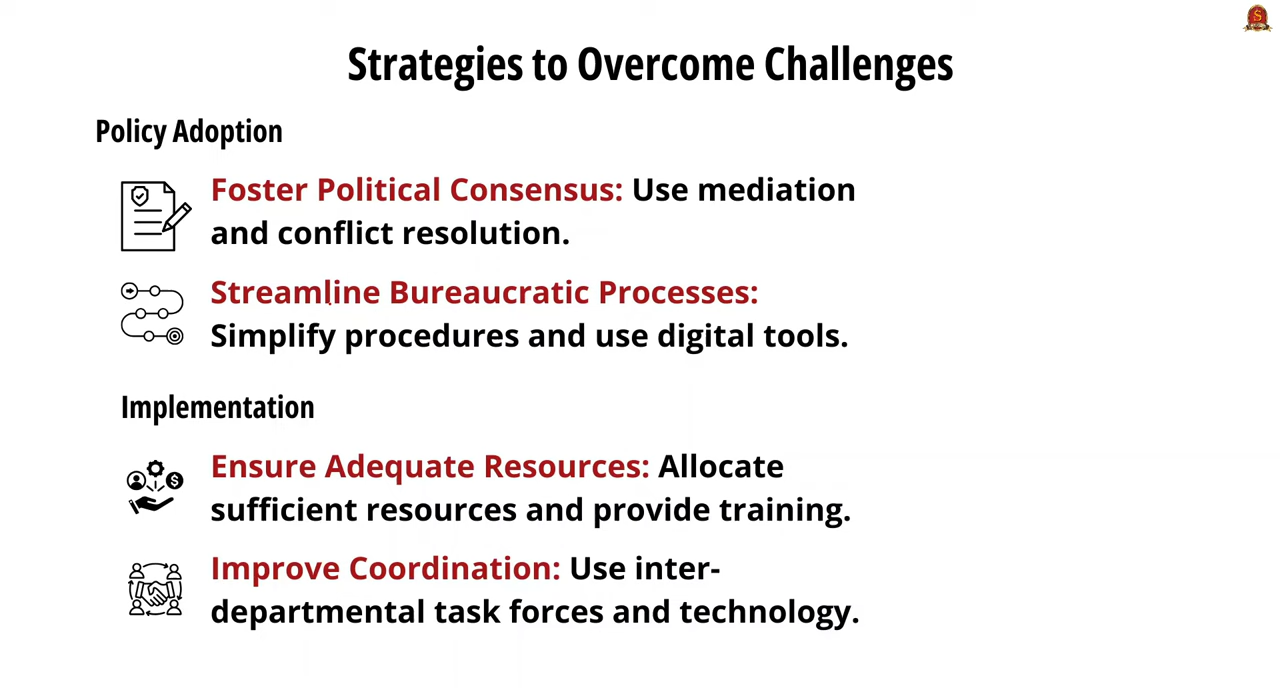 Strategies to Overcome Challenges
Policy Adoption
Foster Political Consensus: Use mediation
and conflict resolution.
Streamline Bureaucratic Processes:
Simplify procedures and use digital tools.
Implementation
Ensure Adequate Resources: Allocate
sufficient resources and provide training.
Improve Coordination: Use inter-
departmental task forces and technology.